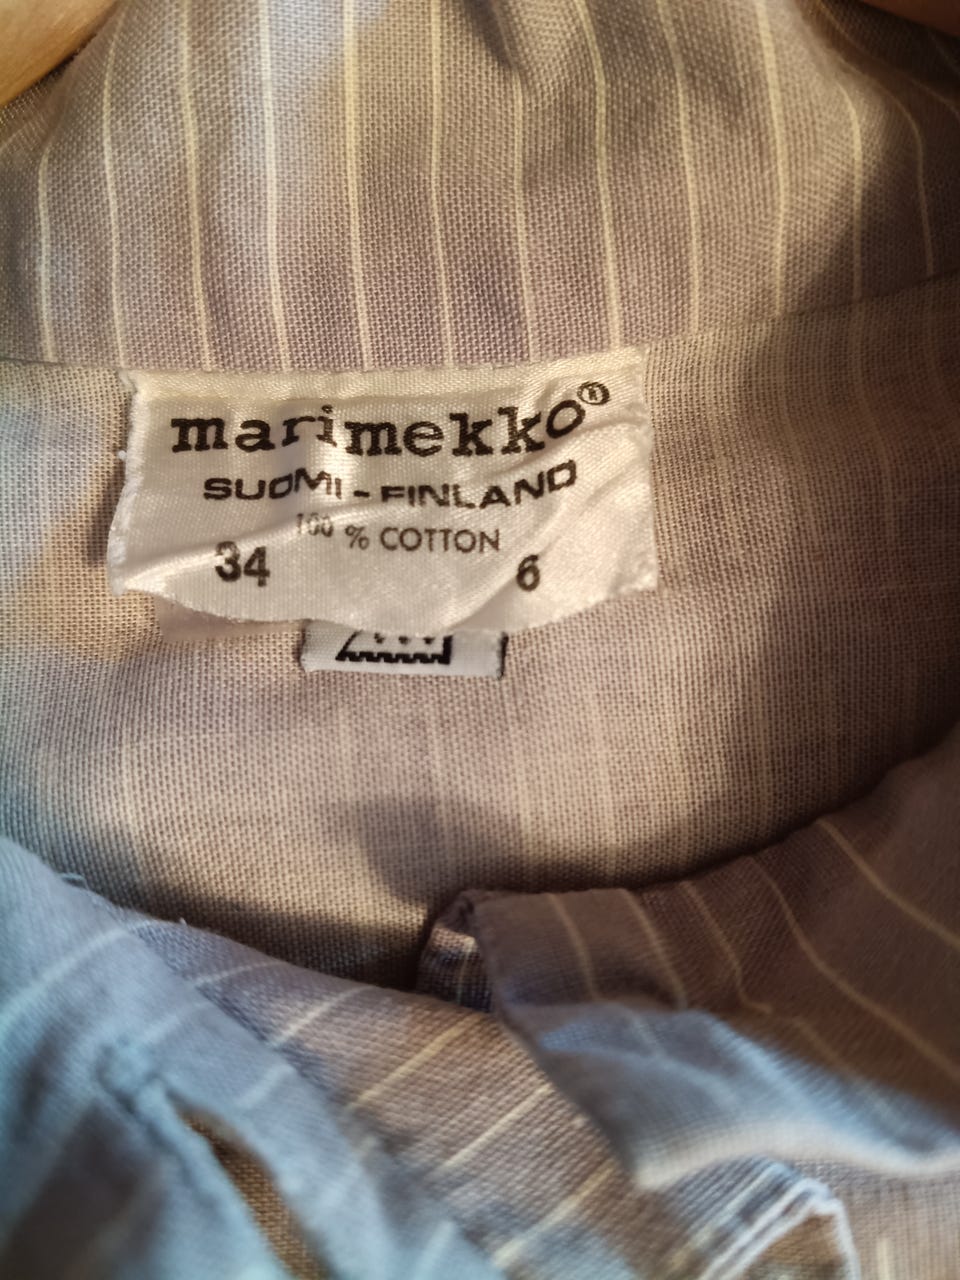 marimekko®
SUOMI - FINLAND
100 % COTTON
34 6